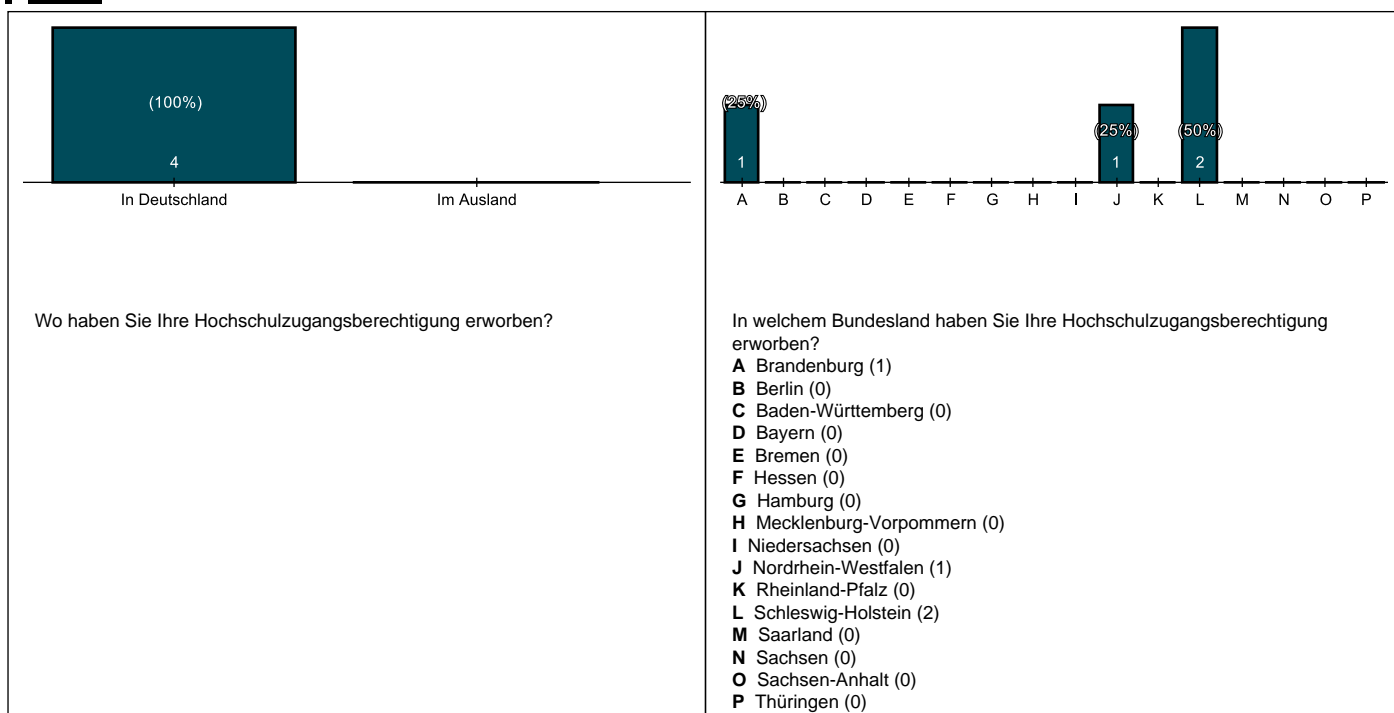 (100%)
4
In Deutschland Im Ausland
Wo haben Sie Ihre Hochschulzugangsberechtigung erworben?
(25%) (25%) (50%)
1 1 2
A B C D E F G H I J K L M N O P
In welchem Bundesland haben Sie Ihre Hochschulzugangsberechtigung
erworben?
A Brandenburg (1)
B Berlin (0)
C Baden-Württemberg (0)
D Bayern (0)
E Bremen (0)
F Hessen (0)
G Hamburg (0)
H Mecklenburg-Vorpommern (0)
I Niedersachsen (0)
J Nordrhein-Westfalen (1)
K Rheinland-Pfalz (0)
L Schleswig-Holstein (2)
M Saarland (0)
N Sachsen (0)
O Sachsen-Anhalt (0)
P Thüringen (0)